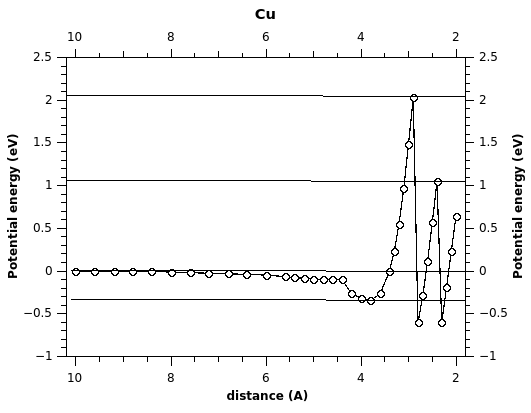 Cu
10 8 6 4 2
2.5 2.5
2 2
1.5 1.5
1 1
0.5 0.5
0 0
−0.5 −0.5
−1 −1
Potential energy (eV)
Potential energy (eV)
10 8 6 4 2
distance (A)